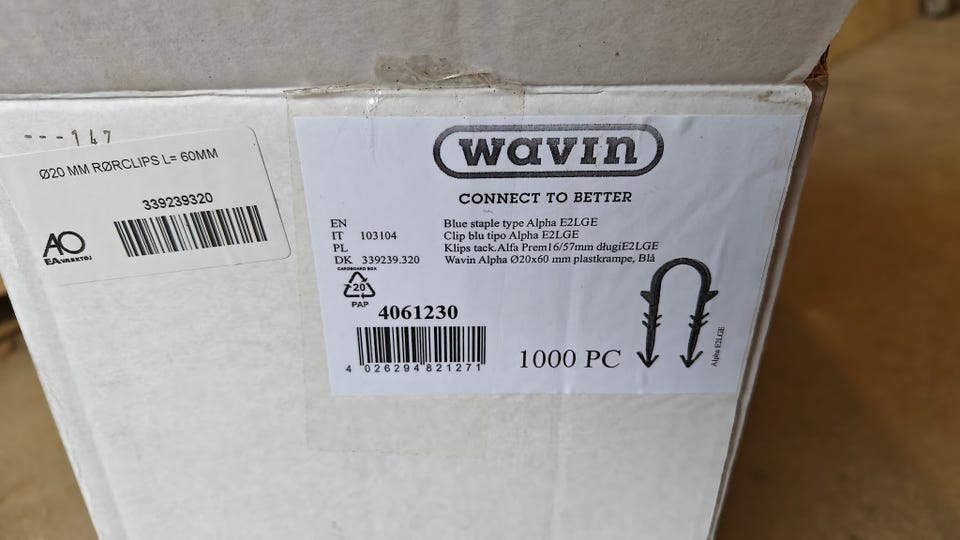 ---147
Ø20 MM RØRCLIPS L= 60MM
339239320
AO
wavin
CONNECT TO BETTER
EN Blue staple type Alpha E2LGE
IT 103104 Clip blu tipo Alpha E2LGE
PL Klips tack.Alfa Prem16/57mm długiE2LGE
DK 339239.320 Wavin Alpha Ø20x60 mm plastkrampe, Blå
CARDBOARD BOX
20
PAP
4061230
4 026294 821271
1000 PC
Alpha E2LGE